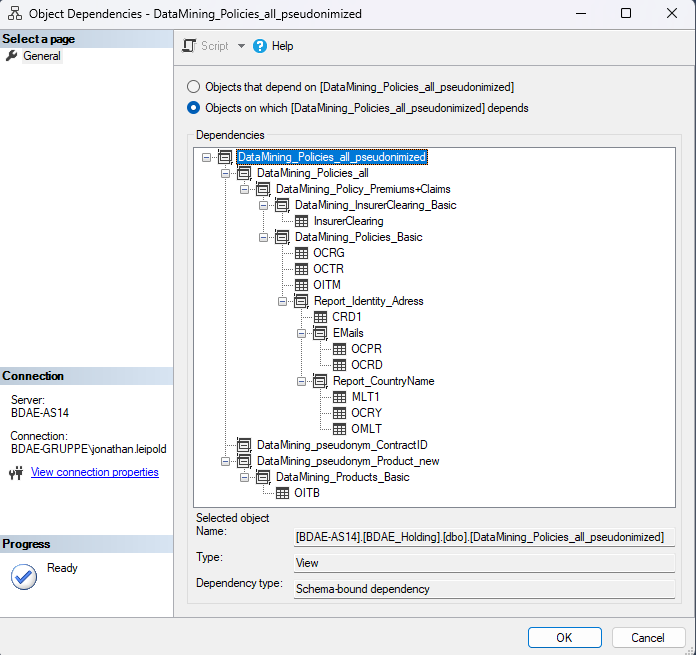 Object Dependencies - DataMining_Policies_all_pseudonimized
Select a page
General
Script
Help
Objects that depend on [DataMining_Policies_all_pseudonimized]
Objects on which [DataMining_Policies_all_pseudonimized] depends
Dependencies
DataMining_Policies_all_pseudonimized
DataMining_Policies_all
DataMining_Policy_Premiums+Claims
DataMining_InsurerClearing_Basic
InsurerClearing
DataMining_Policies_Basic
OCRG
OCTR
OITM
Report_Identity_Adress
CRD1
EMails
OCPR
OCRD
Report_CountryName
MLT1
OCRY
OMLT
DataMining_pseudonym_ContractID
DataMining_pseudonym_Product_new
DataMining_Products_Basic
OITB
Connection
Server:
BDAE-AS14
Connection:
BDAE-GRUPPE\jonathan.leipold
View connection properties
Progress
Ready
Selected object
Name:
[BDAE-AS14].[BDAE_Holding].[dbo].[DataMining_Policies_all_pseudonimized]
Type:
View
Dependency type:
Schema-bound dependency
OK
Cancel